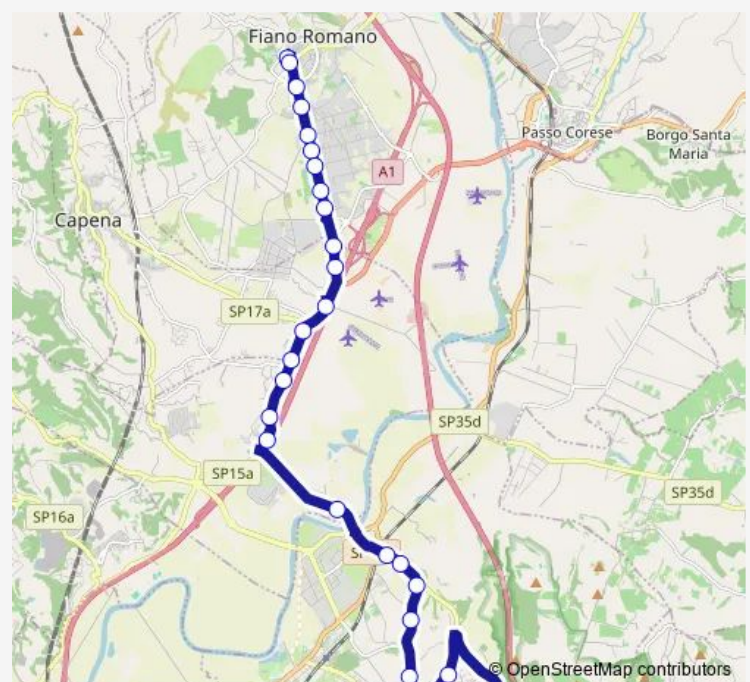 Fiano Romano
Passo Corese
Borgo Santa
Maria
A1
Capena
SP17a
SP35d
SP15a
SP35d
SP16a
© OpenStreetMap contributors